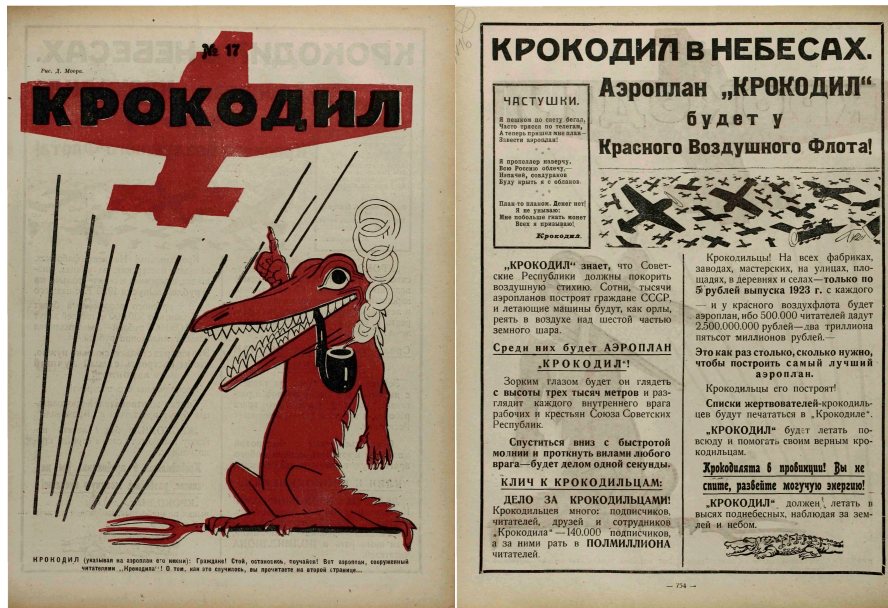 № 17
Рис. Д. Моора.
КРОКОДИЛ
КРОКОДИЛ (указывая на аэроплан его имени): Граждане! Стой, остановись, поучайся! Вот аэроплан, сооруженный
читателями „Крокодила“! О том, как это случилось, вы прочитаете на второй странице...
КРОКОДИЛ В НЕБЕСАХ.
Аэроплан „КРОКОДИЛ“
будет у
Красного Воздушного Флота!
ЧАСТУШКИ.
Я пешком по свету бегал,
Часто трясся по телегам,
А теперь пришел мне план—
Завести аэроплан!
Я пропеллер наверчу,
Всю Россию облечу,—
Непачей, совдураков
Буду крыть я с облаков.
План-то планом. Денег нет!
Я не унываю:
Мне побольше гнать монет
Всех я призываю!
Крокодил.
„КРОКОДИЛ“ знает, что Совет-
ские Республики должны покорить
воздушную стихию. Сотни, тысячи
аэропланов построят граждане СССР,
и летающие машины будут, как орлы,
реять в воздухе над шестой частью
земного шара.
Среди них будет АЭРОПЛАН
„КРОКОДИЛ“!
Зорким глазом будет он глядеть
с высоты трех тысяч метров и раз-
глядит каждого внутреннего врага
рабочих и крестьян Союза Советских
Республик.
Спуститься вниз с быстротой
молнии и проткнуть вилами любого
врага—будет делом одной секунды.
КЛИЧ К КРОКОДИЛЬЦАМ:
ДЕЛО ЗА КРОКОДИЛЬЦАМИ!
Крокодильцев много: подписчиков,
читателей, друзей и сотрудников
„Крокодила“—140.000 подписчиков,
а за ними рать в ПОЛМИЛЛИОНА
читателей.
Крокодильцы! На всех фабриках,
заводах, мастерских, на улицах, пло-
щадях, в деревнях и селах—только по
5 рублей выпуска 1923 г. с каждого
— и у красного воздухфлота будет
аэроплан, ибо 500.000 читателей дадут
2.500.000.000 рублей—два триллиона
пятьсот миллионов рублей.—
Это как раз столько, сколько нужно,
чтобы построить самый лучший
аэроплан.
Крокодильцы его построят!
Списки жертвователей-крокодиль-
цев будут печататься в „Крокодиле“.
„КРОКОДИЛ“ будет летать по-
всюду и помогать своим верным кро-
кодильцам.
Крокодилята в провинции! Вы не
спите, развейте могучую энергию!
„КРОКОДИЛ“ должен летать в
высях поднебесных, наблюдая за зем-
лей и небом.
— 754 —